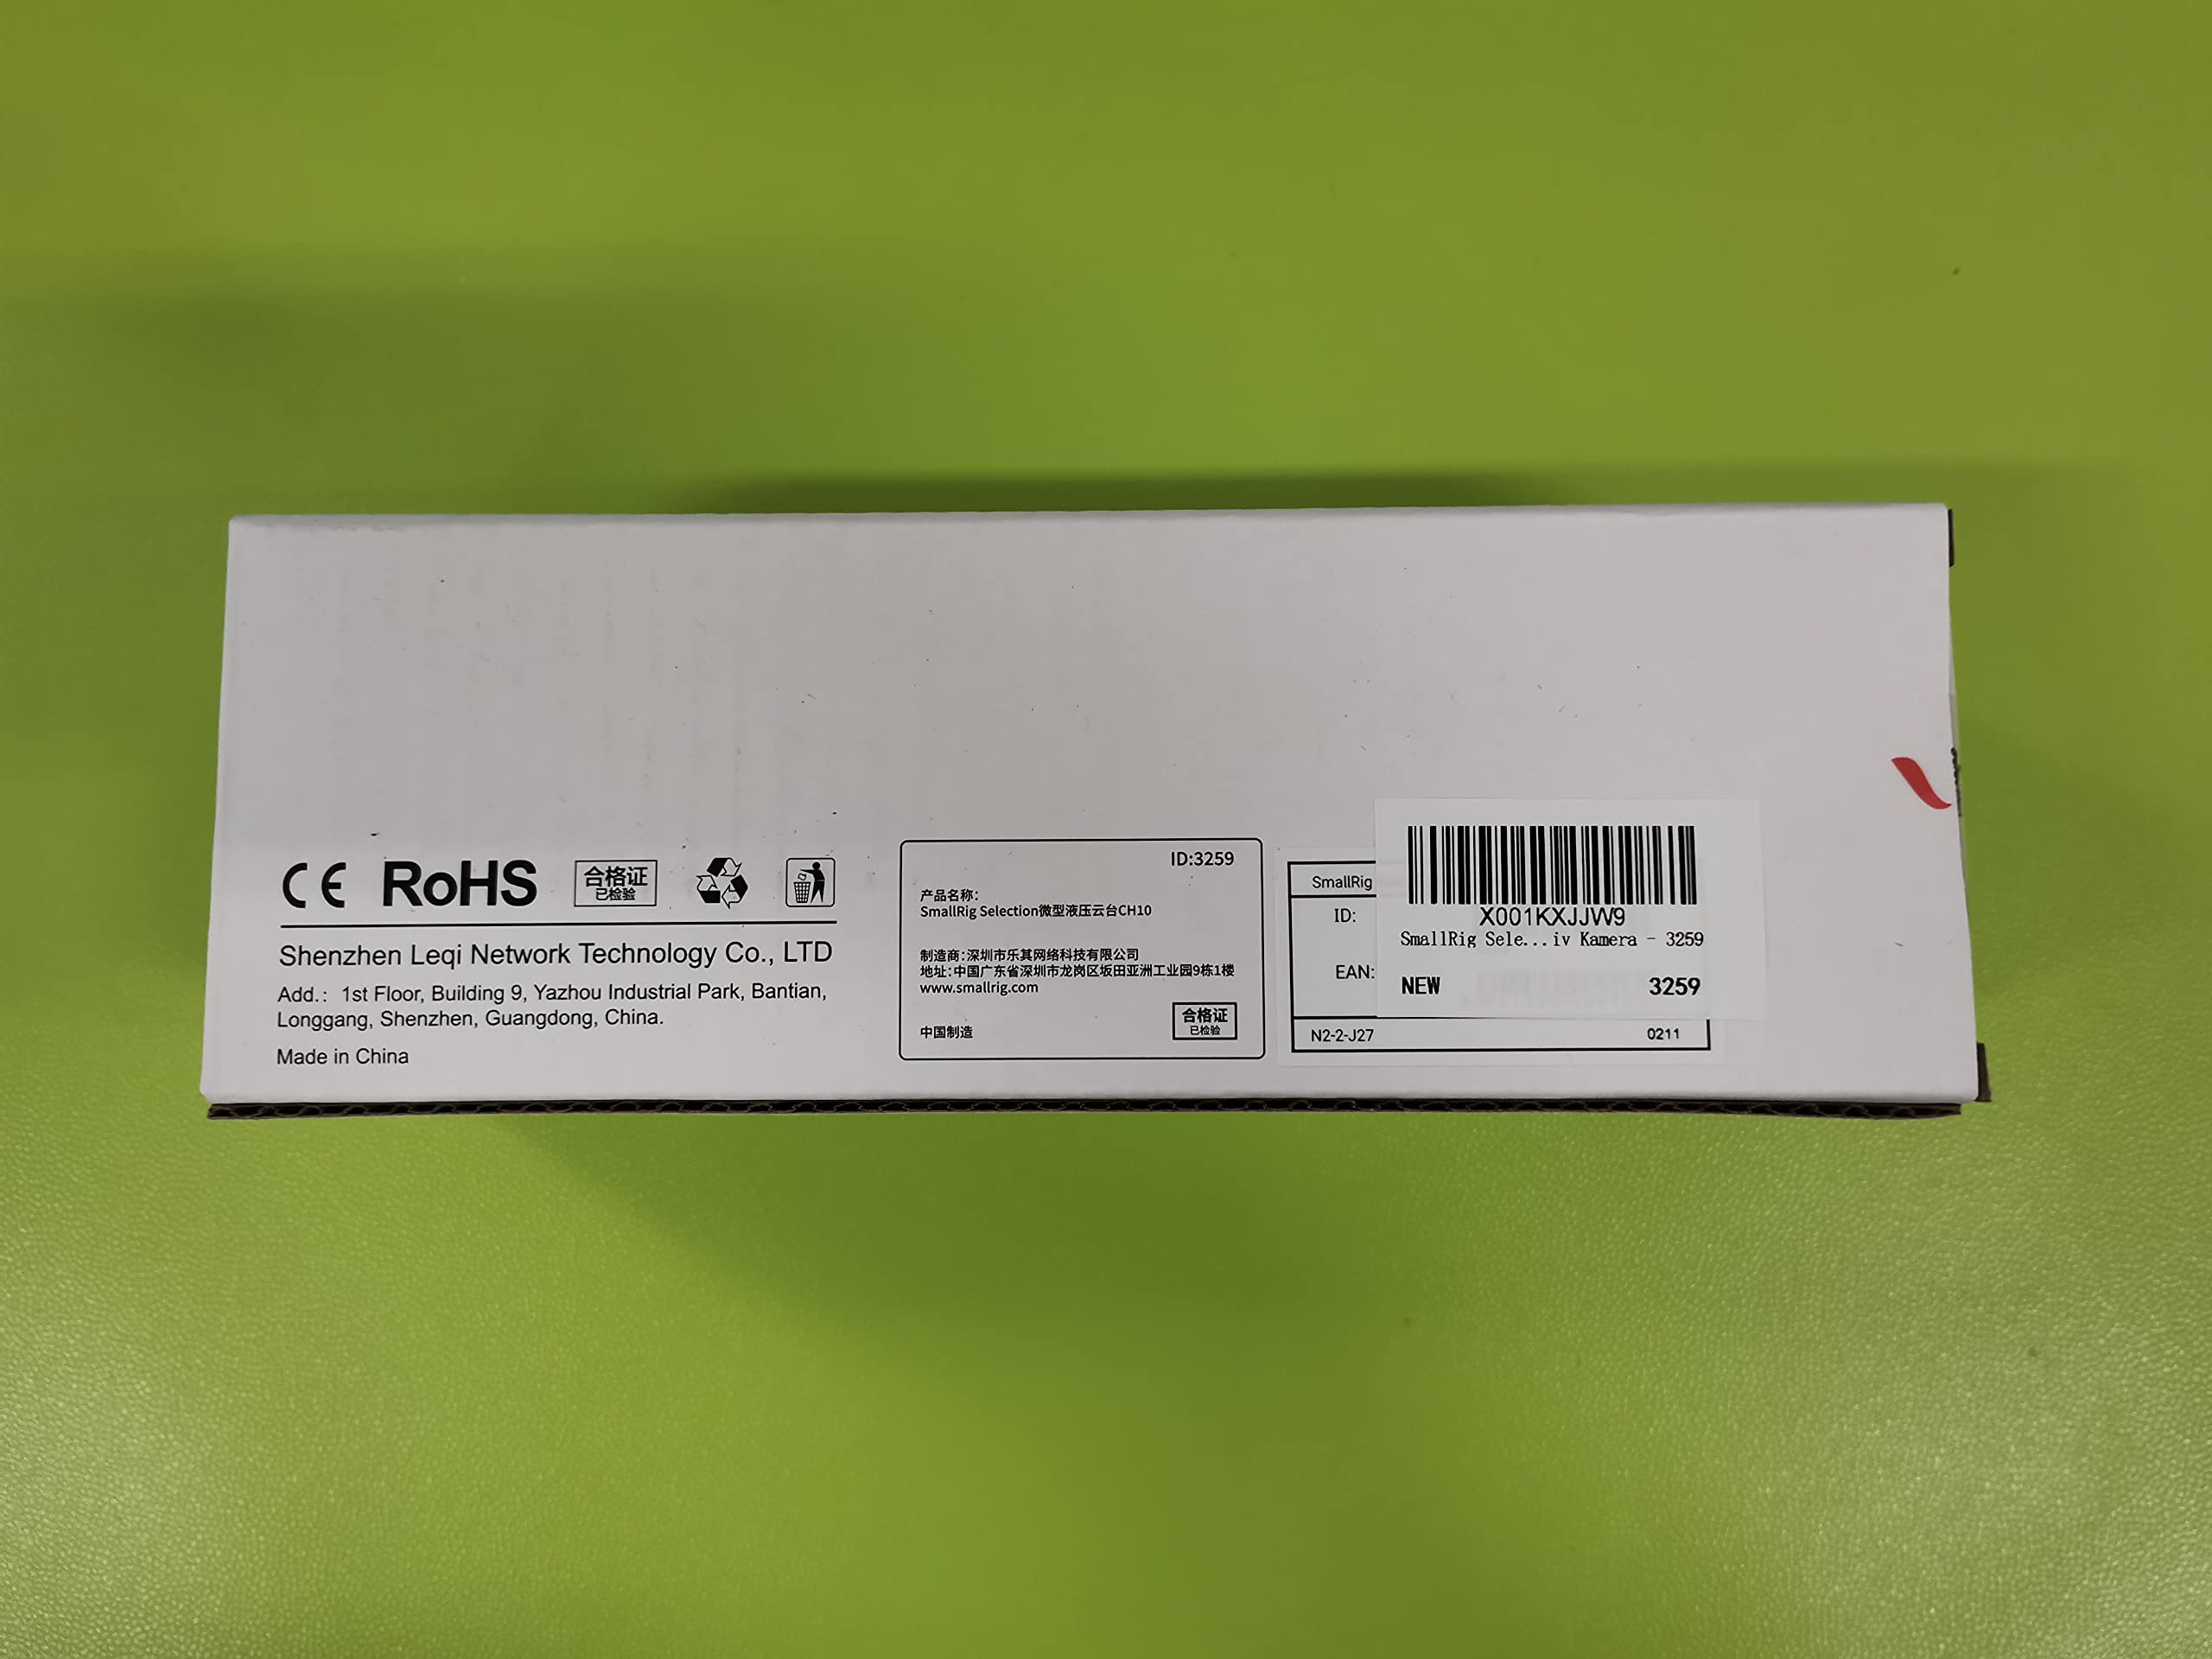 CE RoHS 合格证
已检验
Shenzhen Leqi Network Technology Co., LTD
Add.: 1st Floor, Building 9, Yazhou Industrial Park, Bantian,
Longgang, Shenzhen, Guangdong, China.
Made in China
ID:3259
产品名称:
SmallRig Selection微型液压云台CH10
制造商:深圳市乐其网络科技有限公司
地址:中国广东省深圳市龙岗区坂田亚洲工业园9栋1楼
www.smallrig.com
中国制造
合格证
已检验
SmallRig
ID:
EAN:
N2-2-J27 0211
X001KXJJW9
SmallRig Sele...iv Kamera - 3259
NEW 3259